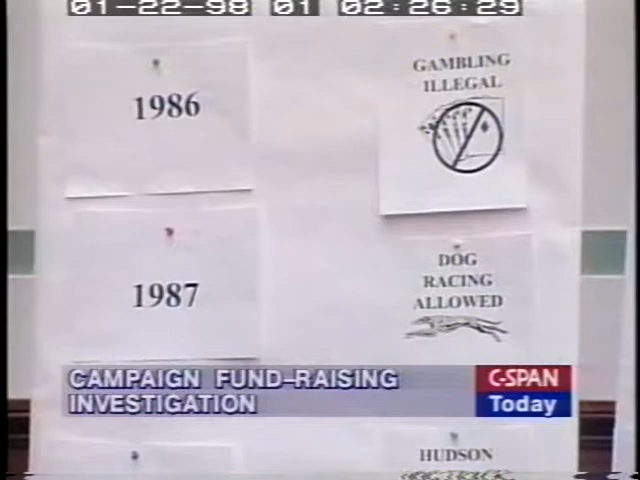 01-22-98 01 02:26:29
GAMBLING
ILLEGAL
1986
DOG
RACING
ALLOWED
1987
CAMPAIGN FUND-RAISING
INVESTIGATION
C-SPAN
Today
HUDSON